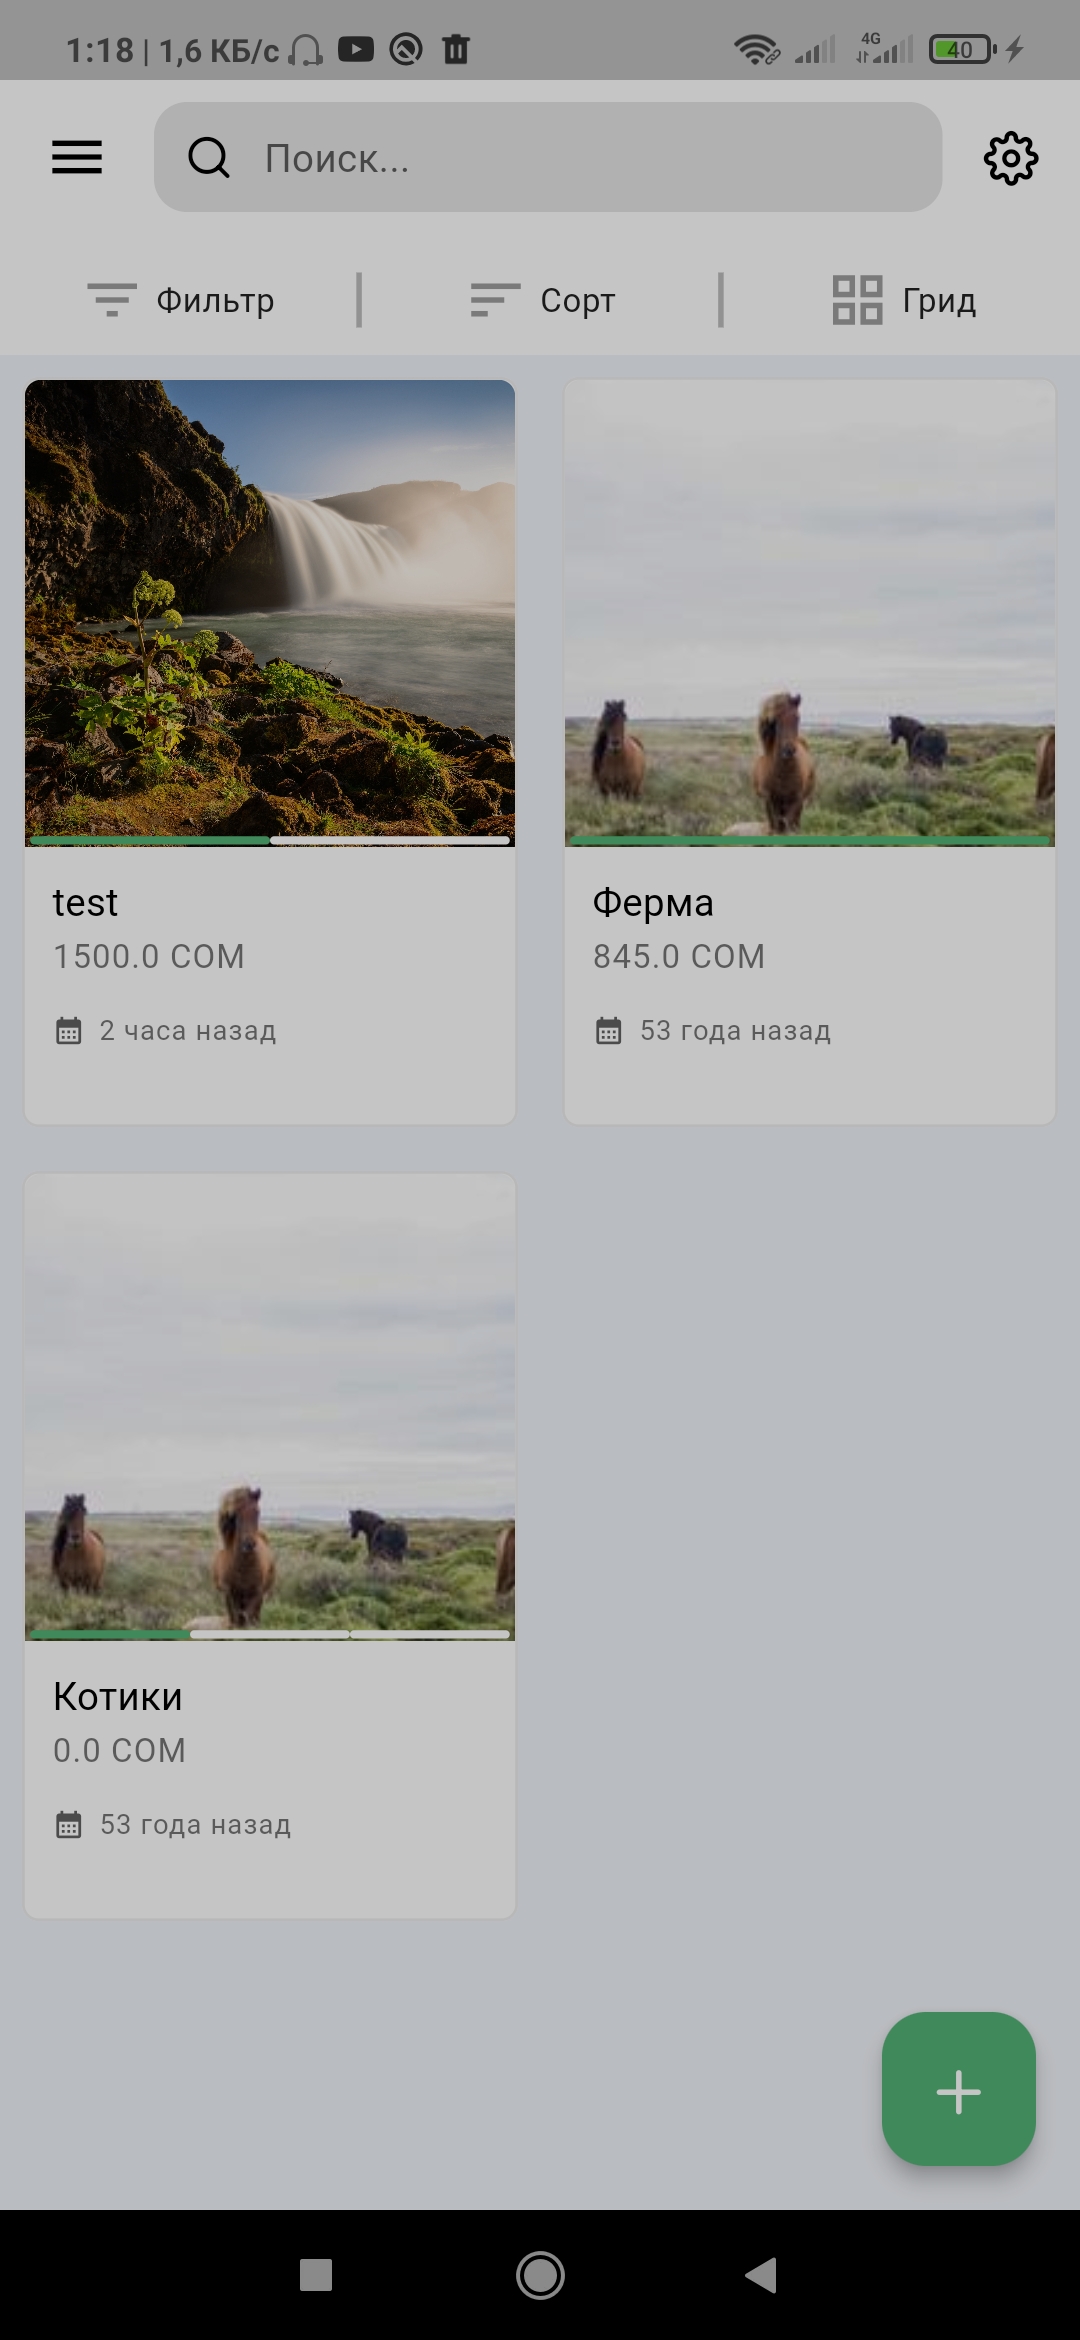 1:18 | 1,6 КБ/с
4G
40
Поиск...
Фильтр
Сорт
Грид
test
1500.0 СОМ
2 часа назад
Ферма
845.0 СОМ
53 года назад
Котики
0.0 СОМ
53 года назад